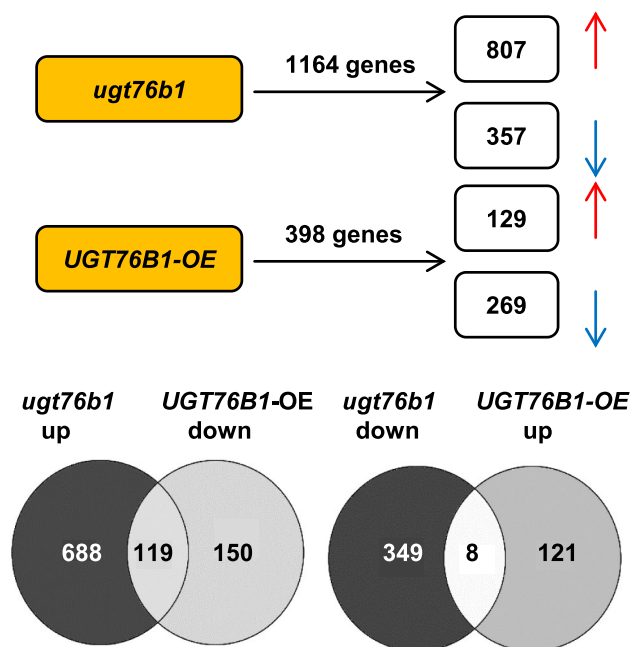 807
1164 genes
ugt76b1
357
129
398 genes
UGT76B1-OE
269
ugt76b1 UGT76B1-OE ugt76b1 UGT76B1-OE
up down down up
688 119 150 349 8 121